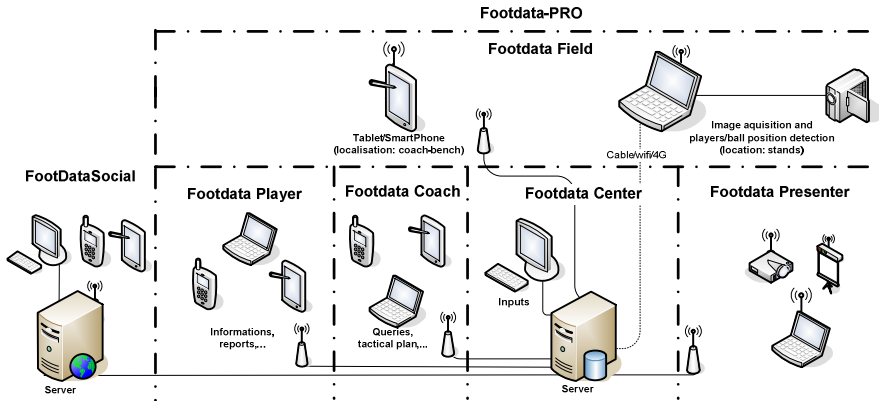 Footdata-PRO
Footdata Field
Tablet/SmartPhone
(localisation: coach-bench)
Image aquisition and
players/ball position detection
(location: stands)
Cable/wifi/4G
FootDataSocial
Footdata Player
Footdata Coach
Footdata Center
Footdata Presenter
Inputs
Informations,
reports,...
Queries,
tactical plan,...
Server
Server